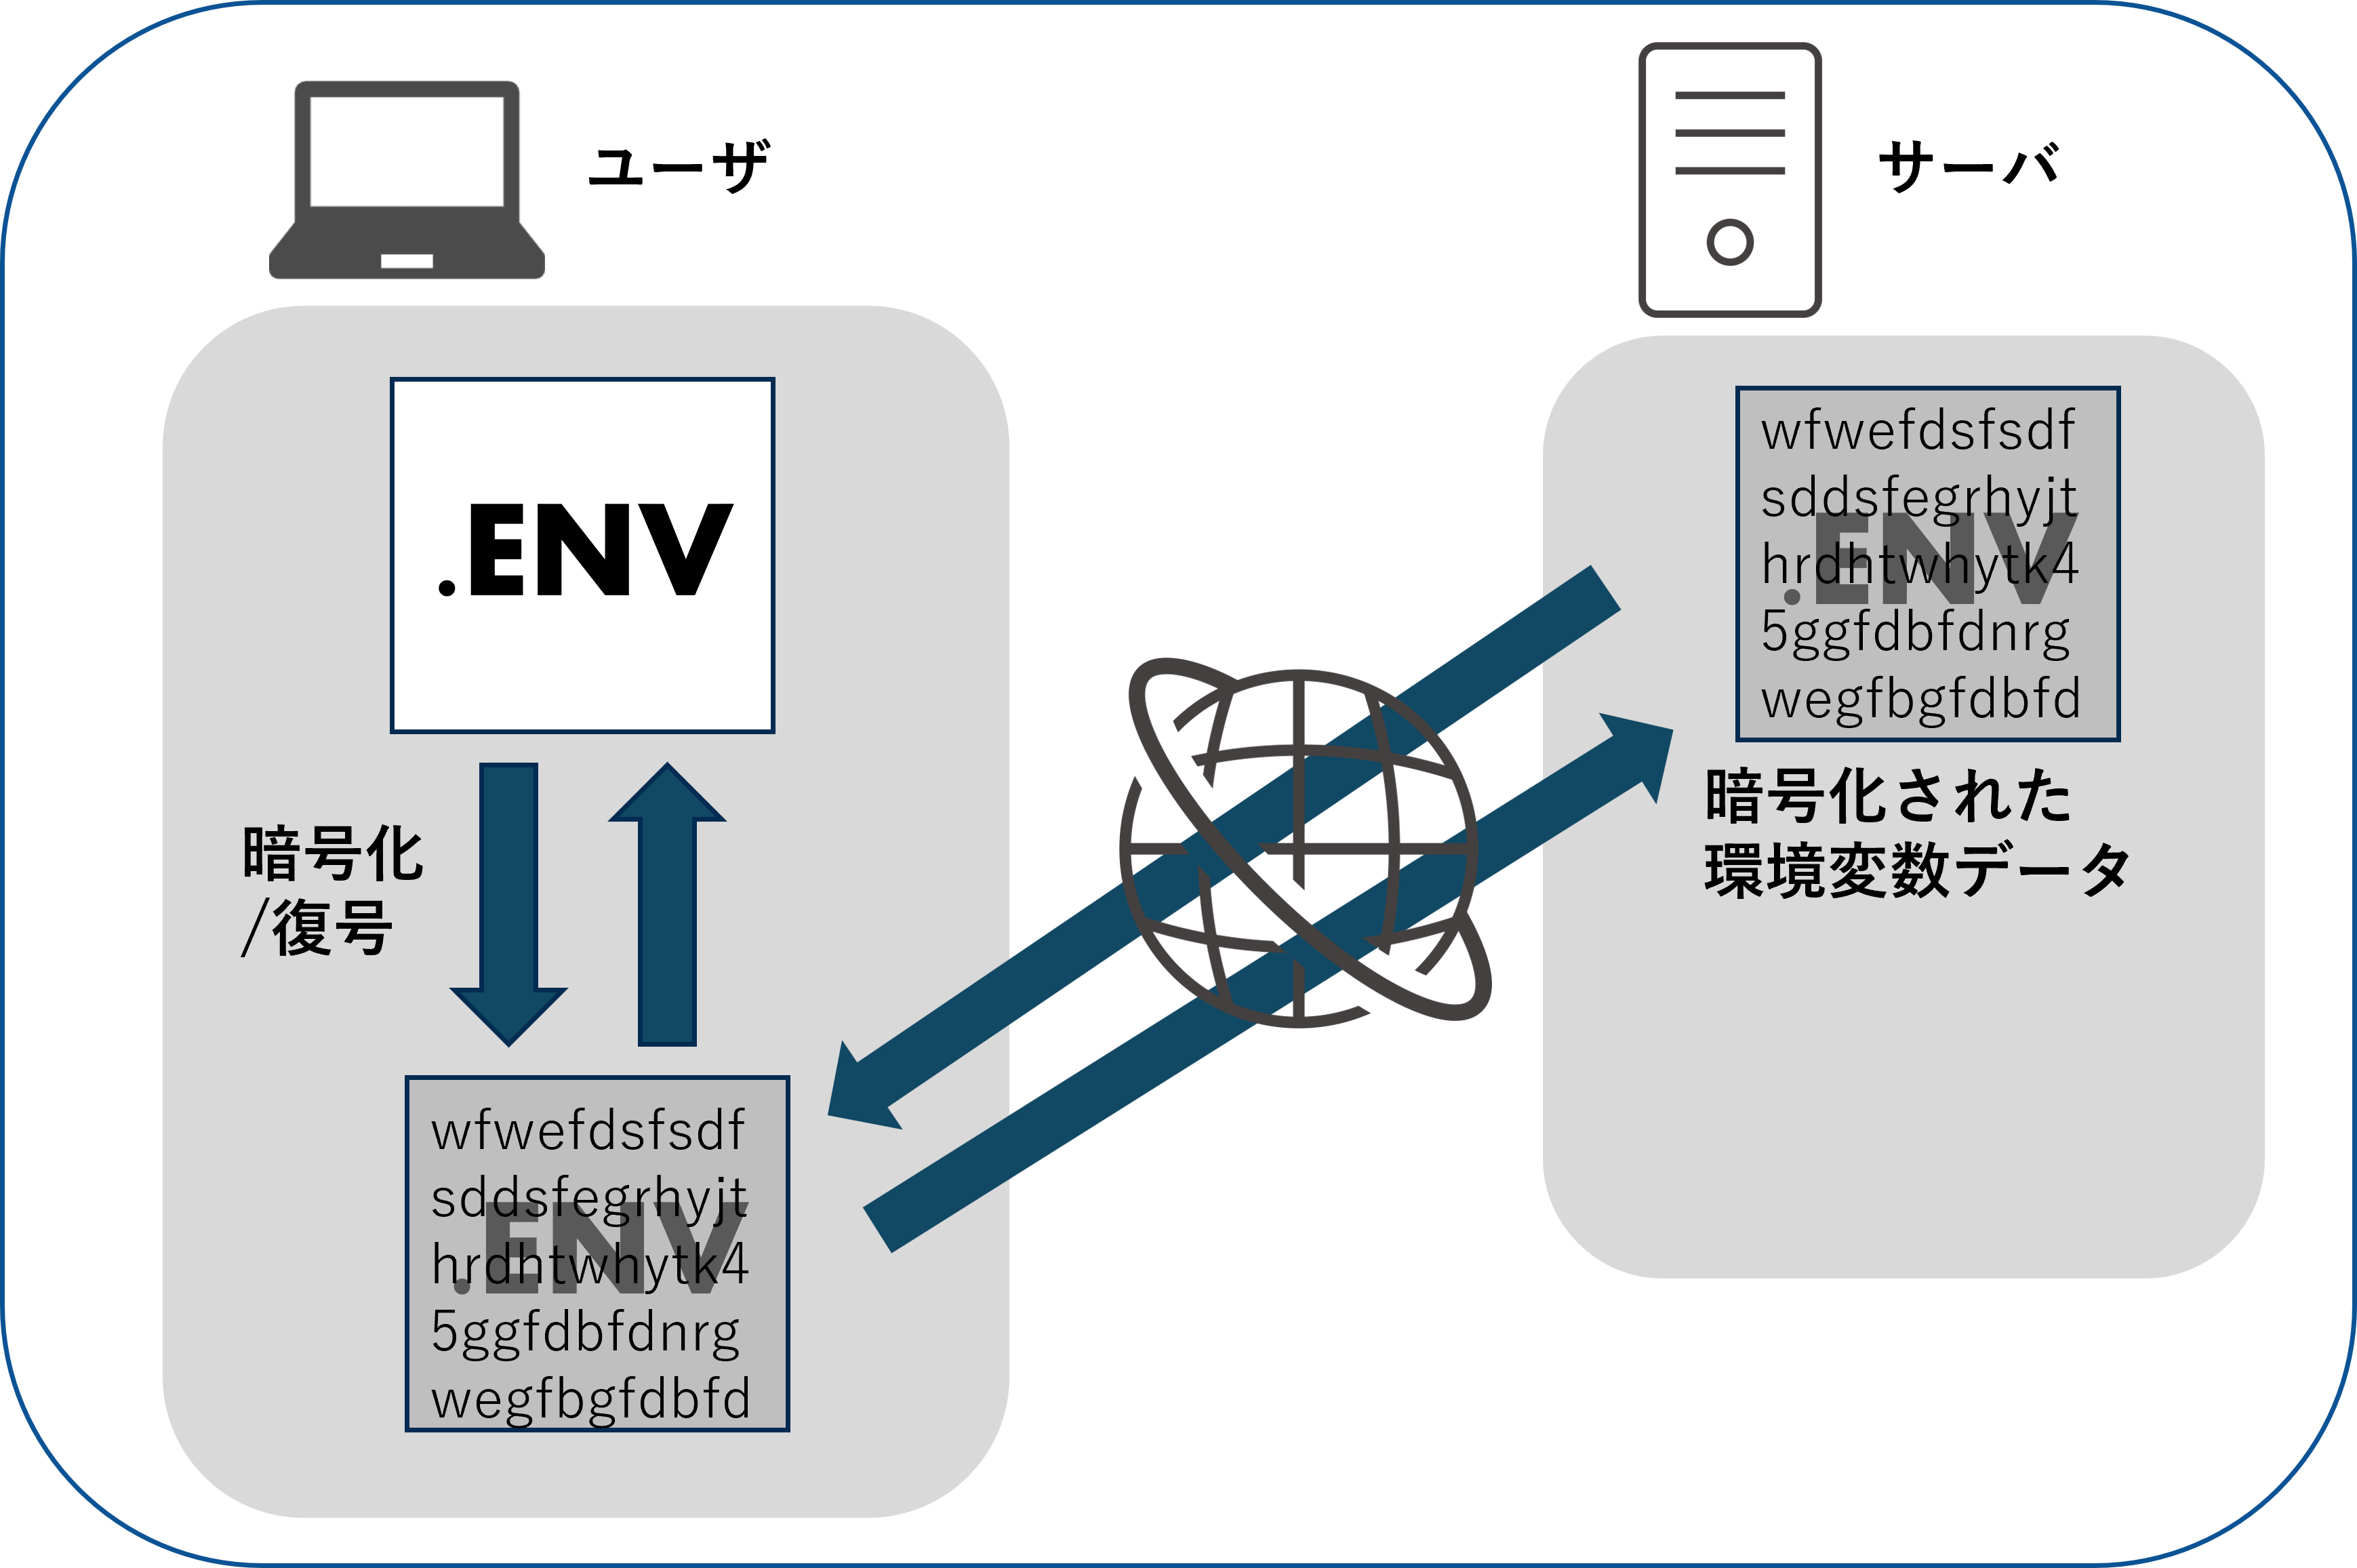 ユーザ
サーバ
.ENV
暗号化
/復号
wfwefdsfsdf
sddsfegrhyjt
hrdhtwhytk4
5ggfdbfdnrg
wegfbgfdbfd
.ENV
wfwefdsfsdf
sddsfegrhyjt
hrdhtwhytk4
5ggfdbfdnrg
wegfbgfdbfd
.ENV
暗号化された
環境変数データ